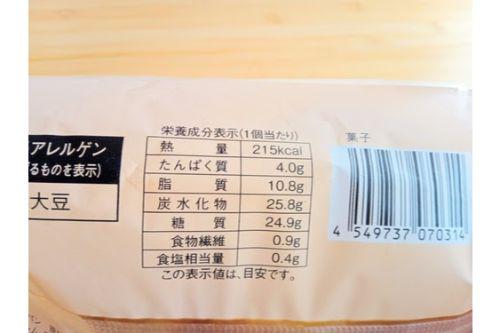 アレルゲン
るものを表示)
大豆
栄養成分表示(1個当たり)
熱量 215kcal
たんぱく質 4.0g
脂質 10.8g
炭水化物 25.8g
糖質 24.9g
食物繊維 0.9g
食塩相当量 0.4g
この表示値は、目安です。
菓子
4 549737 070314